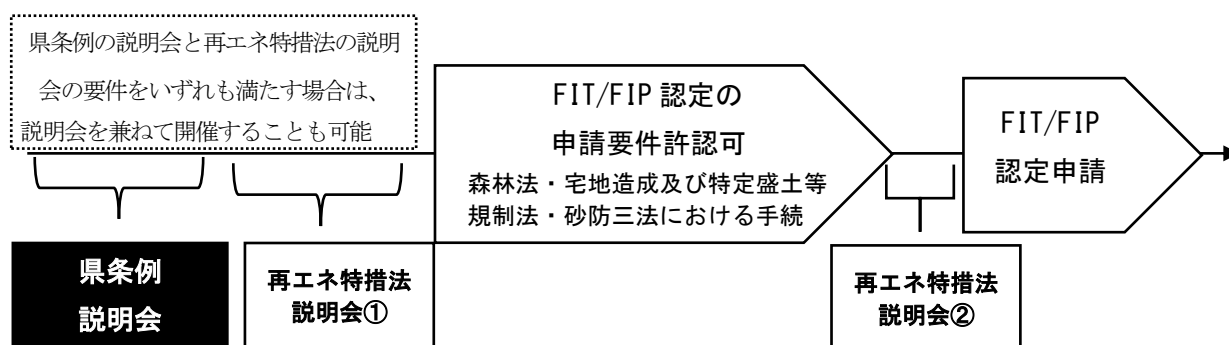 県条例の説明会と再エネ特措法の説明
会の要件をいずれも満たす場合は、
説明会を兼ねて開催することも可能
FIT/FIP 認定の
申請要件許認可
森林法・宅地造成及び特定盛土等
規制法・砂防三法における手続
FIT/FIP
認定申請
県条例
説明会
再エネ特措法
説明会①
再エネ特措法
説明会②